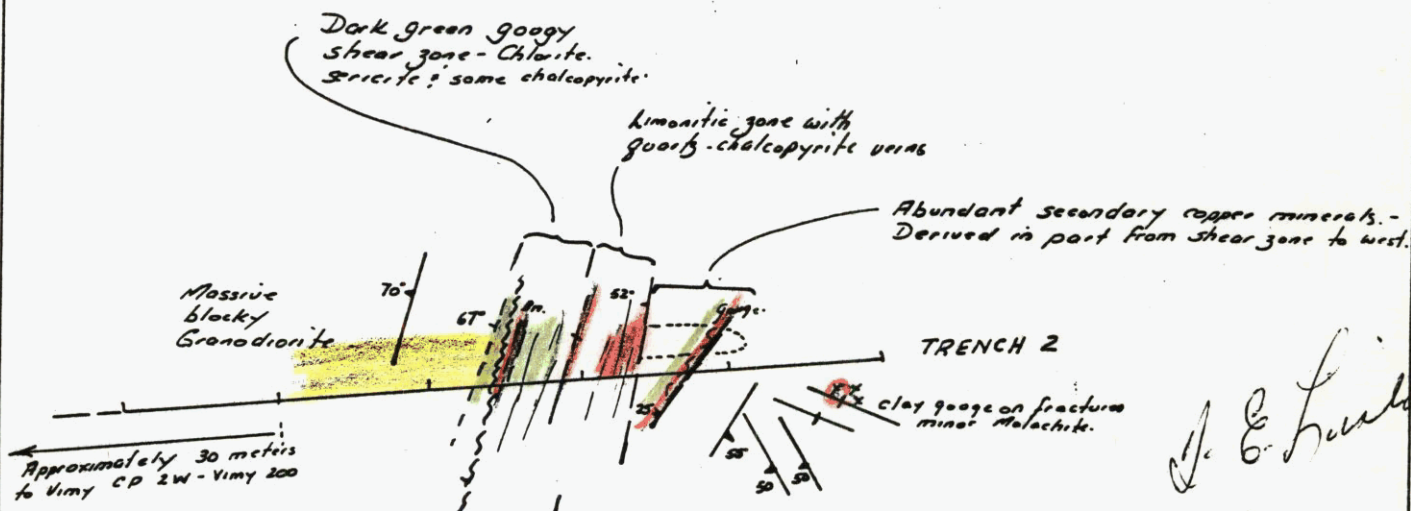 Dark green googy
shear zone - Chlorite.
sericite & some chalcopyrite.
Limonitic zone with
quartz-chalcopyrite veins
Abundant secondary copper minerals. -
Derived in part from shear zone to west.
Massive
blocky
Granodiorite
70°
67°
52°
gouge.
TRENCH 2
25
clay gouge on fractures
minor Malachite.
55
50
50
Approximately 30 meters
to Vimy CP 2W - Vimy 200